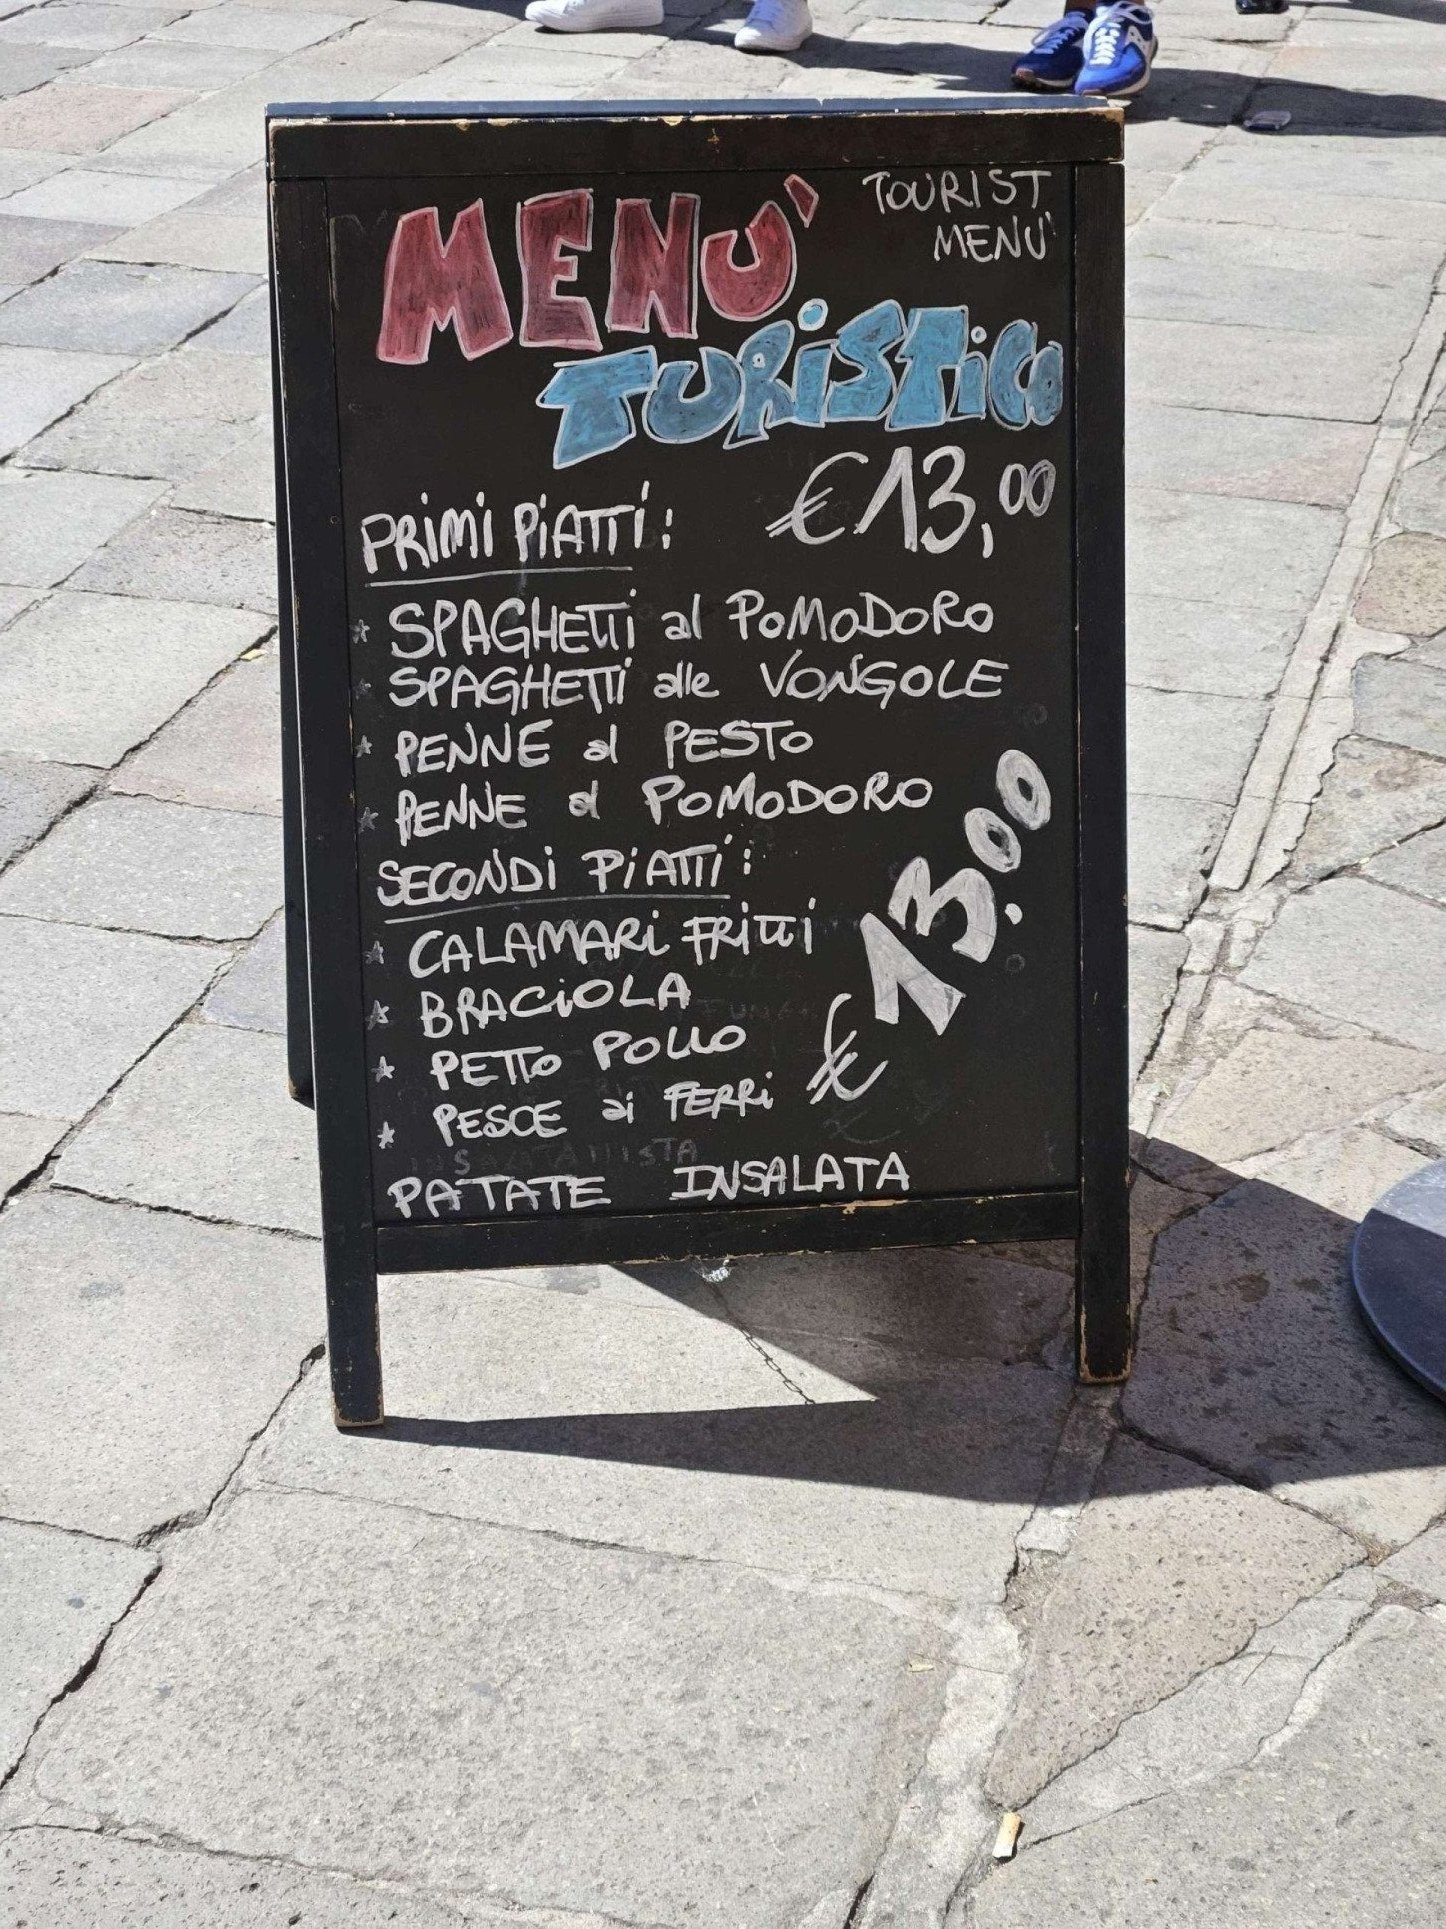 MENU'
TOURIST
MENU'
TURISTICO
€13,00
PRIMI PIATTI:
☆ SPAGHETTI al POMODORO
☆ SPAGHETTI alle VONGOLE
☆ PENNE al PESTO
☆ PENNE al POMODORO
SECONDI PIATTI:
☆ CALAMARI FRITTI
☆ BRACIOLA
☆ PETTO POLLO
☆ PESCE ai FERRI
€ 13.00
PATATE INSALATA